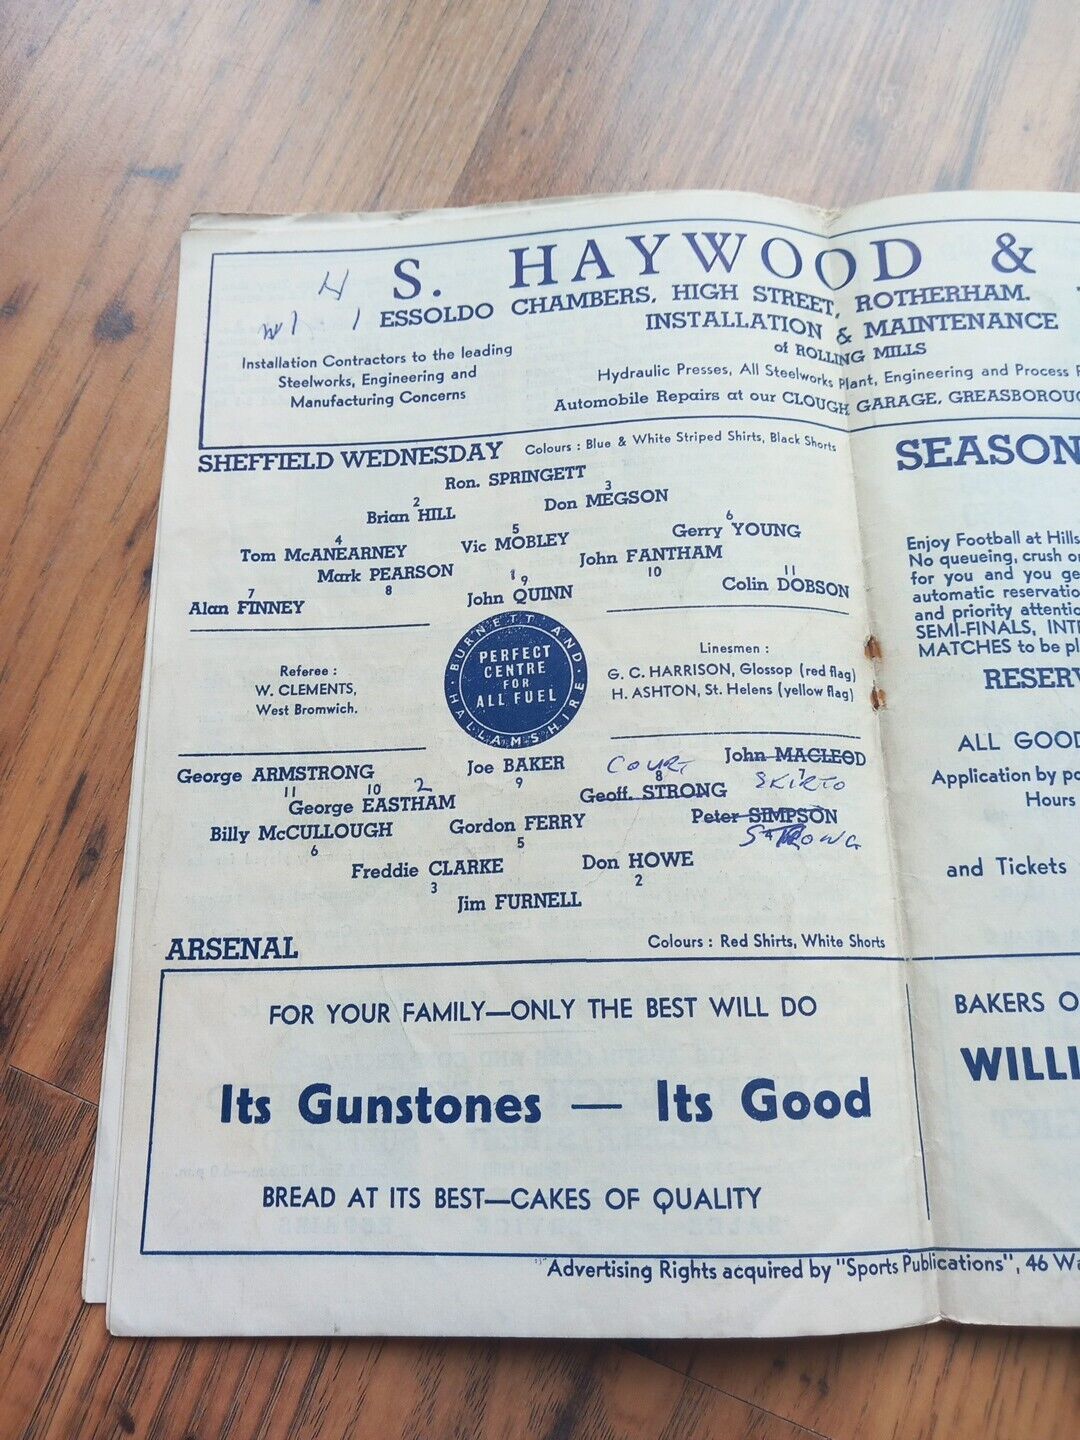 S. HAYWOOD &
H
ESSOLDO CHAMBERS, HIGH STREET, ROTHERHAM.
INSTALLATION & MAINTENANCE
of ROLLING MILLS
Installation Contractors to the leading
Steelworks, Engineering and
Manufacturing Concerns
Hydraulic Presses, All Steelworks Plant, Engineering and Process
Automobile Repairs at our CLOUGH GARAGE, GREASBOROUG
SHEFFIELD WEDNESDAY Colours : Blue & White Striped Shirts, Black Shorts
Ron. SPRINGETT
2 3
Brian HILL Don MEGSON
4 5 6
Tom McANEARNEY Vic MOBLEY Gerry YOUNG
Mark PEARSON John FANTHAM
8 10
7 9 11
Alan FINNEY John QUINN Colin DOBSON
1
BURNETT AND HALLAMSHIRE
PERFECT
CENTRE
FOR
ALL FUEL
Referee :
W. CLEMENTS,
West Bromwich.
Linesmen :
G. C. HARRISON, Glossop (red flag)
H. ASHTON, St. Helens (yellow flag)
George ARMSTRONG Joe BAKER John MACLEOD
11 9 7
COURT SKIRTO
10 2 8
George EASTHAM Geoff. STRONG
Billy McCULLOUGH Gordon FERRY Peter SIMPSON
6 5 4
STRONG
Freddie CLARKE Don HOWE
3 2
Jim FURNELL
ARSENAL Colours : Red Shirts, White Shorts
FOR YOUR FAMILY—ONLY THE BEST WILL DO
Its Gunstones — Its Good
BREAD AT ITS BEST—CAKES OF QUALITY
Advertising Rights acquired by "Sports Publications", 46 Wa
SEASON
Enjoy Football at Hills
No queueing, crush or
for you and you ge
automatic reservatio
and priority attentio
SEMI-FINALS, INTE
MATCHES to be pl
RESERV
ALL GOOD
Application by po
Hours
and Tickets
BAKERS O
WILLI